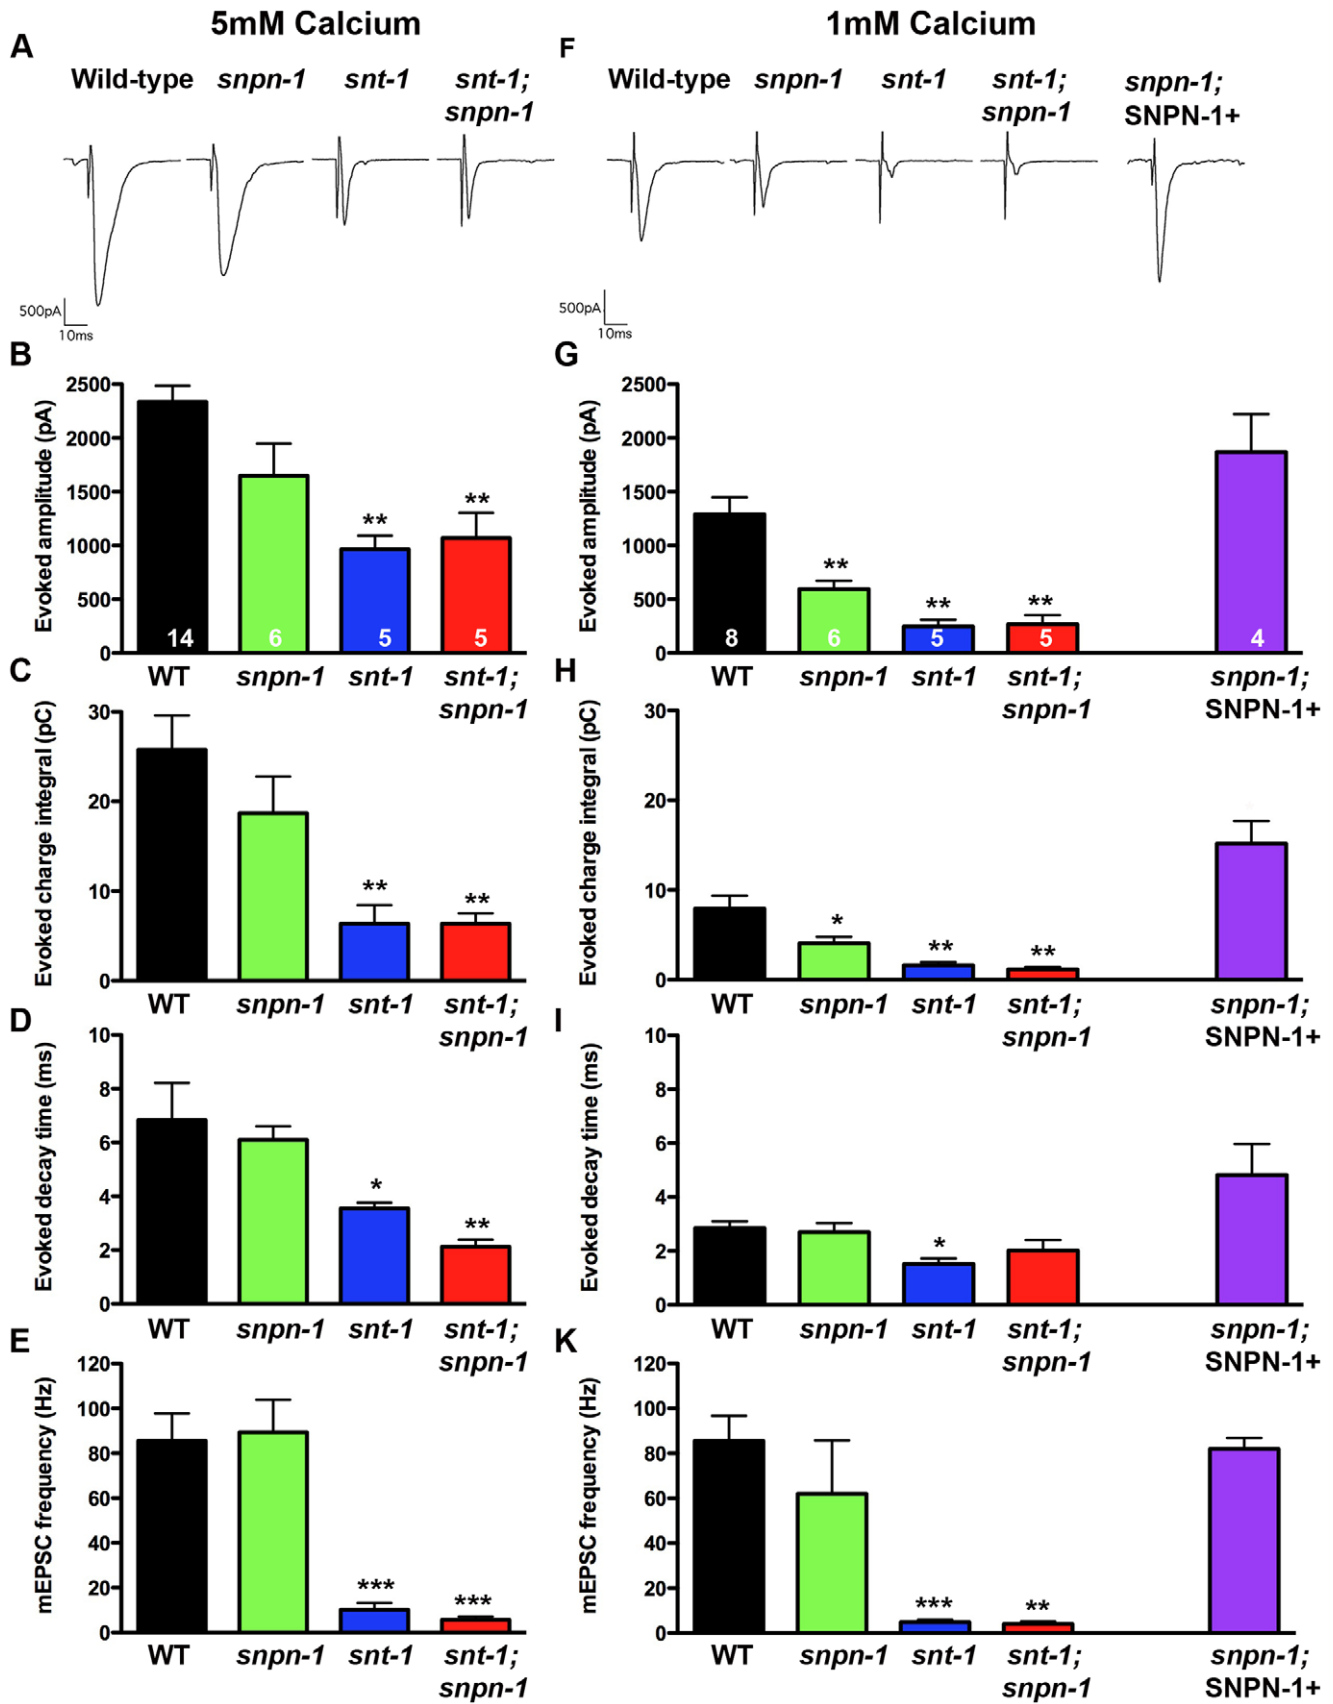 5mM Calcium
A
Wild-type snpn-1 snt-1 snt-1;
snpn-1
500pA
10ms
1mM Calcium
F
Wild-type snpn-1 snt-1 snt-1; snpn-1;
snpn-1 SNPN-1+
500pA
10ms
B
Evoked amplitude (pA)
2500
2000
1500
1000
500
0
14 6 5 5
** **
WT snpn-1 snt-1 snt-1;
snpn-1
G
Evoked amplitude (pA)
2500
2000
1500
1000
500
0
8 6 5 5 4
** ** **
WT snpn-1 snt-1 snt-1; snpn-1;
snpn-1 SNPN-1+
C
Evoked charge integral (pC)
30
20
10
0
** **
WT snpn-1 snt-1 snt-1;
snpn-1
H
Evoked charge integral (pC)
30
20
10
0
* ** **
WT snpn-1 snt-1 snt-1; snpn-1;
snpn-1 SNPN-1+
D
Evoked decay time (ms)
10
8
6
4
2
0
* **
WT snpn-1 snt-1 snt-1;
snpn-1
I
Evoked decay time (ms)
10
8
6
4
2
0
*
WT snpn-1 snt-1 snt-1; snpn-1;
snpn-1 SNPN-1+
E
mEPSC frequency (Hz)
120
100
80
60
40
20
0
*** ***
WT snpn-1 snt-1 snt-1;
snpn-1
K
mEPSC frequency (Hz)
120
100
80
60
40
20
0
*** **
WT snpn-1 snt-1 snt-1; snpn-1;
snpn-1 SNPN-1+